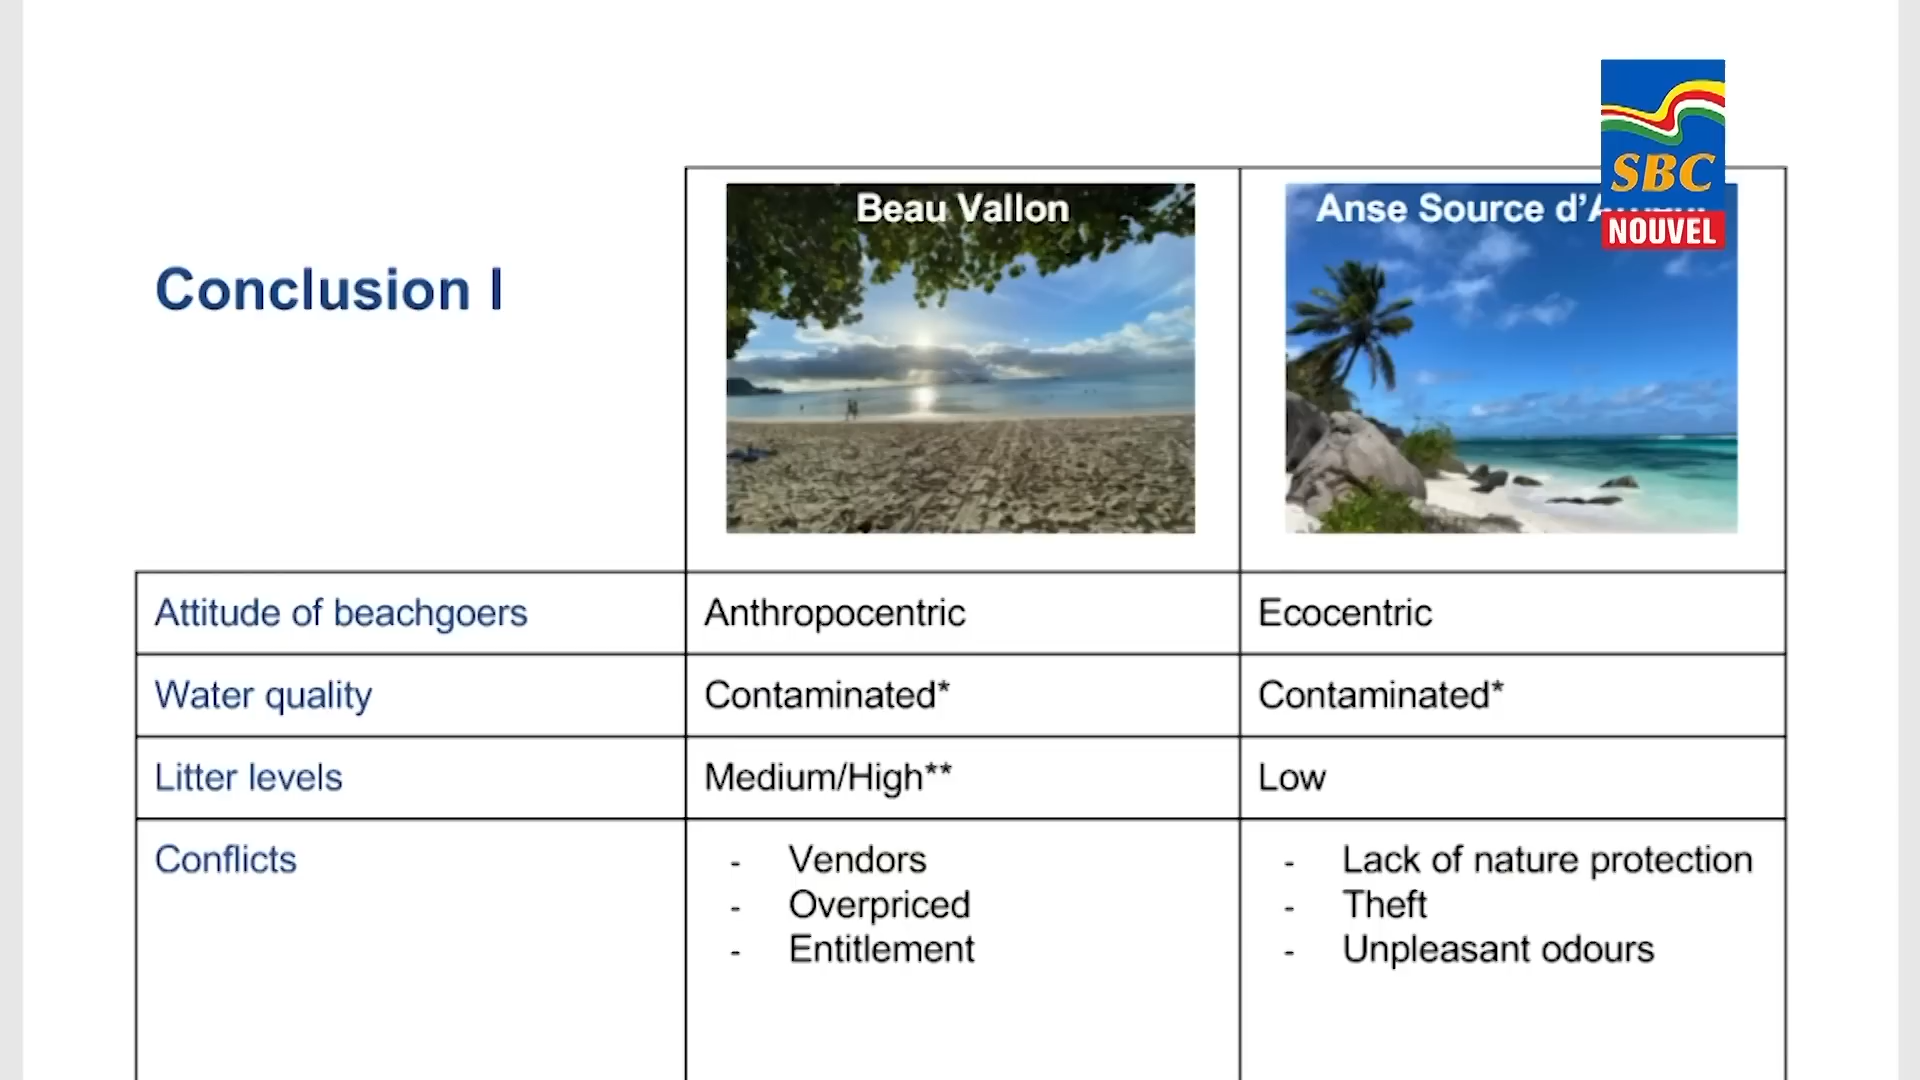 SBC
NOUVEL
Beau Vallon
Anse Source
Conclusion I
Attitude of beachgoers
Anthropocentric
Ecocentric
Water quality
Contaminated*
Contaminated*
Litter levels
Medium/High**
Low
Conflicts
- Vendors
- Overpriced
- Entitlement
- Lack of nature protection
- Theft
- Unpleasant odours